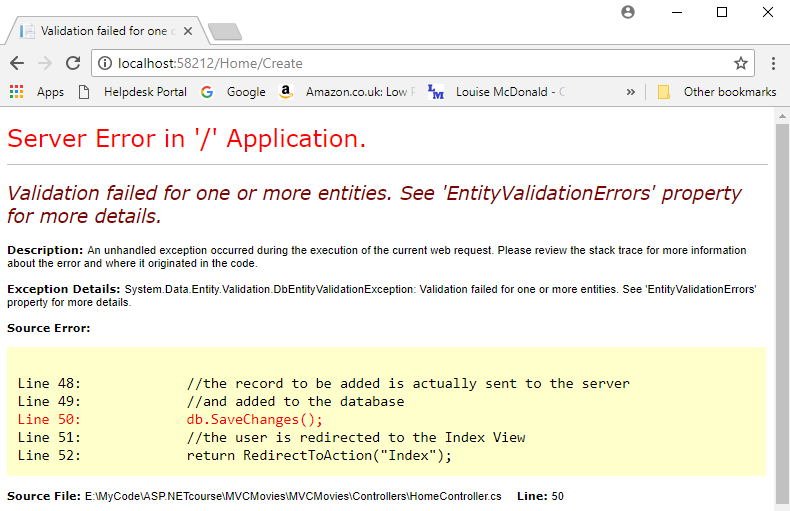 Validation failed for one
localhost:58212/Home/Create
Apps Helpdesk Portal Google Amazon.co.uk: Low Louise McDonald - » Other bookmarks
Server Error in '/' Application.
Validation failed for one or more entities. See 'EntityValidationErrors' property
for more details.
Description: An unhandled exception occurred during the execution of the current web request. Please review the stack trace for more information
about the error and where it originated in the code.
Exception Details: System.Data.Entity.Validation.DbEntityValidationException: Validation failed for one or more entities. See 'EntityValidationErrors'
property for more details.
Source Error:
Line 48: //the record to be added is actually sent to the server
Line 49: //and added to the database
Line 50: db.SaveChanges();
Line 51: //the user is redirected to the Index View
Line 52: return RedirectToAction("Index");
Source File: E:\MyCode\ASP.NETcourse\MVCMovies\MVCMovies\Controllers\HomeController.cs Line: 50